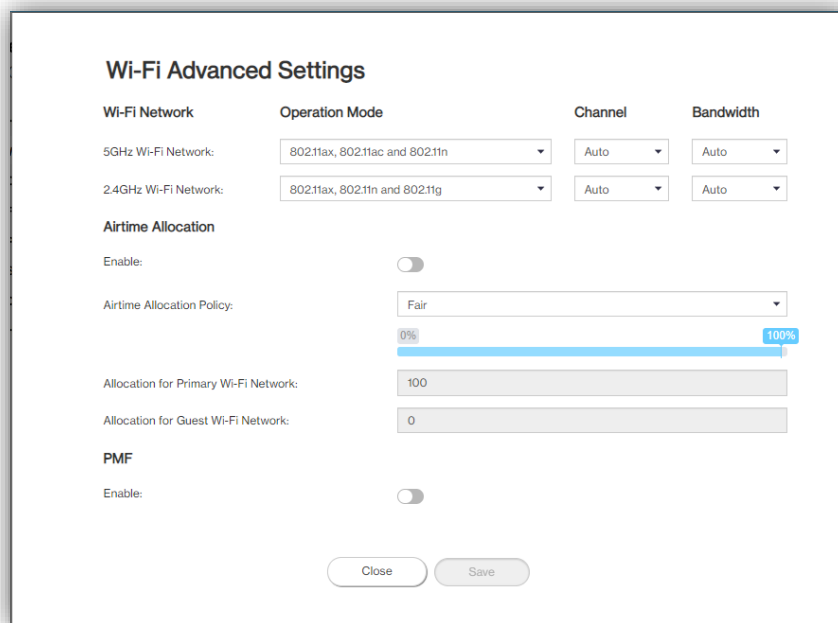 Wi-Fi Advanced Settings
Wi-Fi Network Operation Mode Channel Bandwidth
5GHz Wi-Fi Network: 802.11ax, 802.11ac and 802.11n Auto Auto
2.4GHz Wi-Fi Network: 802.11ax, 802.11n and 802.11g Auto Auto
Airtime Allocation
Enable:
Airtime Allocation Policy: Fair
0% 100%
Allocation for Primary Wi-Fi Network: 100
Allocation for Guest Wi-Fi Network: 0
PMF
Enable:
Close Save